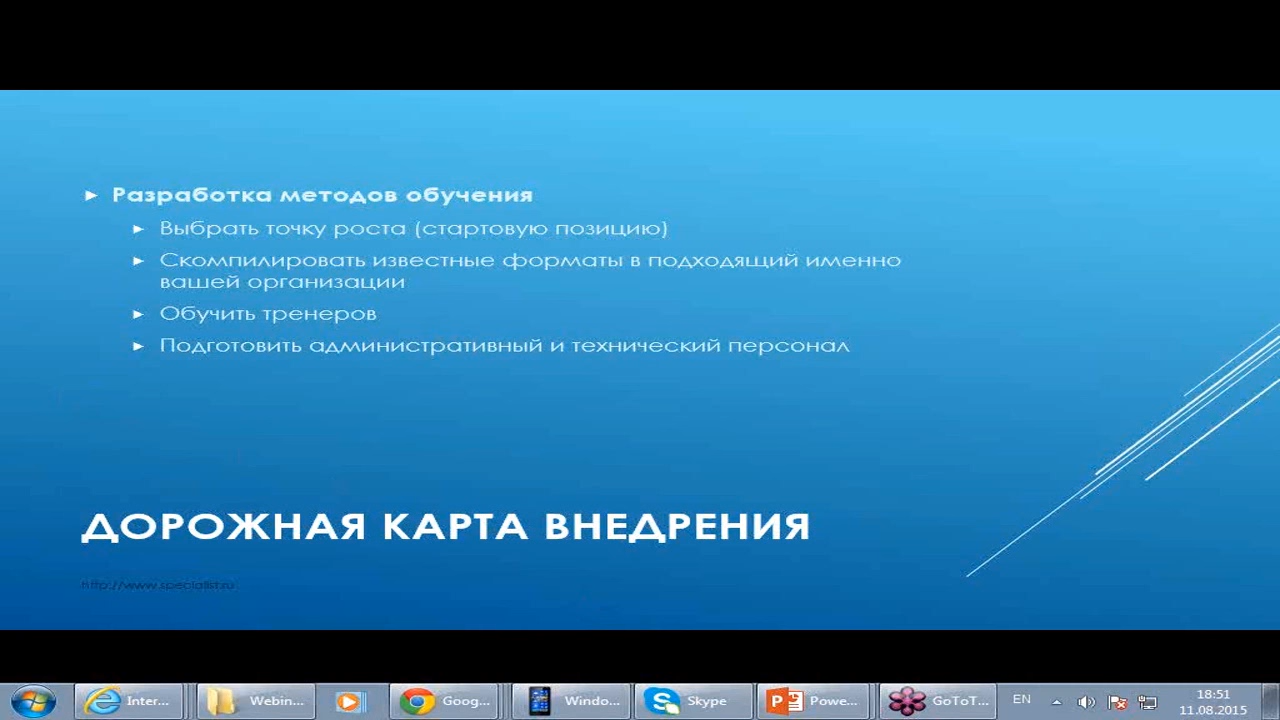 Разработка методов обучения
Выбрать точку роста (стартовую позицию)
Скомпилировать известные форматы в подходящий именно
вашей организации
Обучить тренеров
Подготовить административный и технический персонал
ДОРОЖНАЯ КАРТА ВНЕДРЕНИЯ
http://www.specialist.ru
Inter... Webin... Goog... Windo... Skype Powe... GoToT... EN 18:51
11.08.2015